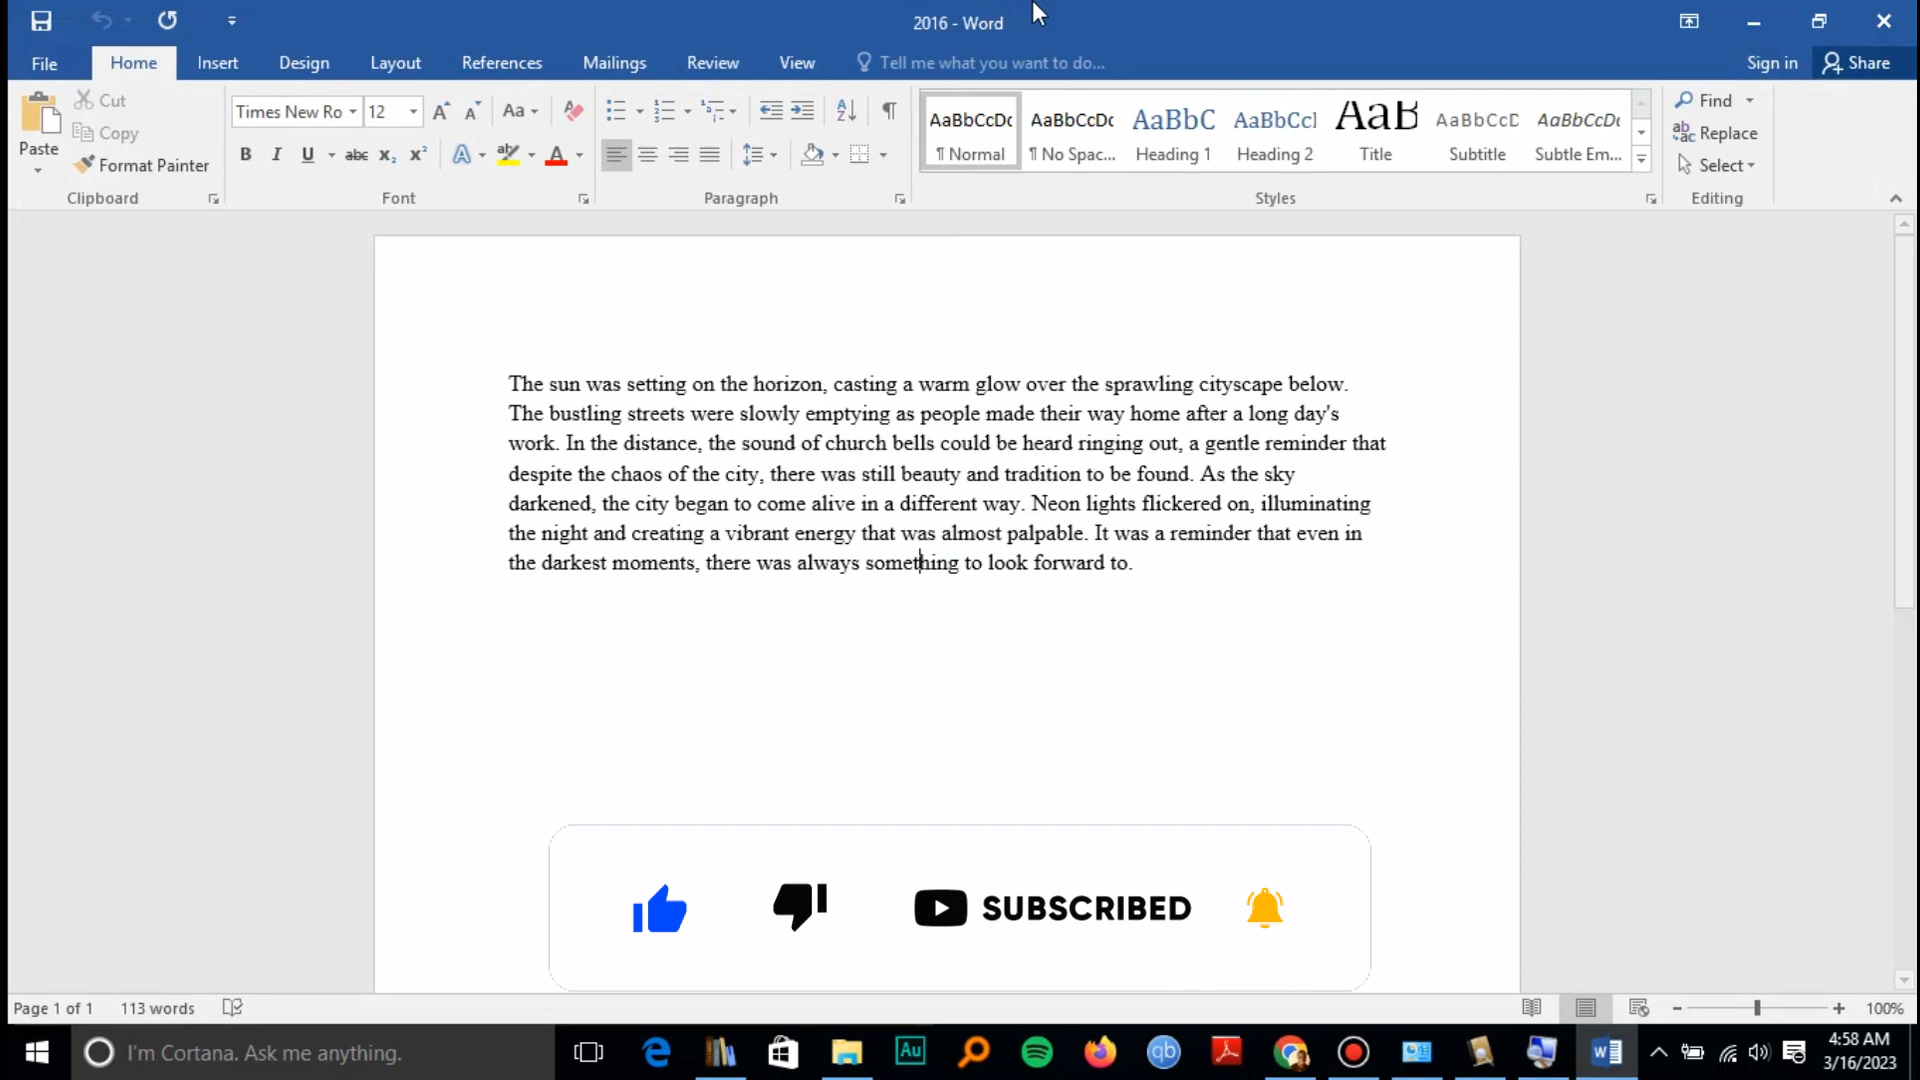 2016 - Word
File Home Insert Design Layout References Mailings Review View Tell me what you want to do... Sign in Share
Paste
Cut
Copy
Format Painter
Clipboard
Times New Ro 12 Aa
B I U abc x₂ x² A ab A
Font
Paragraph
AaBbCcDc AaBbCcDc AaBbC AaBbCcI AaB AaBbCcD AaBbCcDc
¶ Normal ¶ No Spac... Heading 1 Heading 2 Title Subtitle Subtle Em...
Styles
Find
Replace
Select
Editing
The sun was setting on the horizon, casting a warm glow over the sprawling cityscape below.
The bustling streets were slowly emptying as people made their way home after a long day's
work. In the distance, the sound of church bells could be heard ringing out, a gentle reminder that
despite the chaos of the city, there was still beauty and tradition to be found. As the sky
darkened, the city began to come alive in a different way. Neon lights flickered on, illuminating
the night and creating a vibrant energy that was almost palpable. It was a reminder that even in
the darkest moments, there was always something to look forward to.
SUBSCRIBED
Page 1 of 1 113 words 100%
I'm Cortana. Ask me anything.
Au qb
4:58 AM
3/16/2023